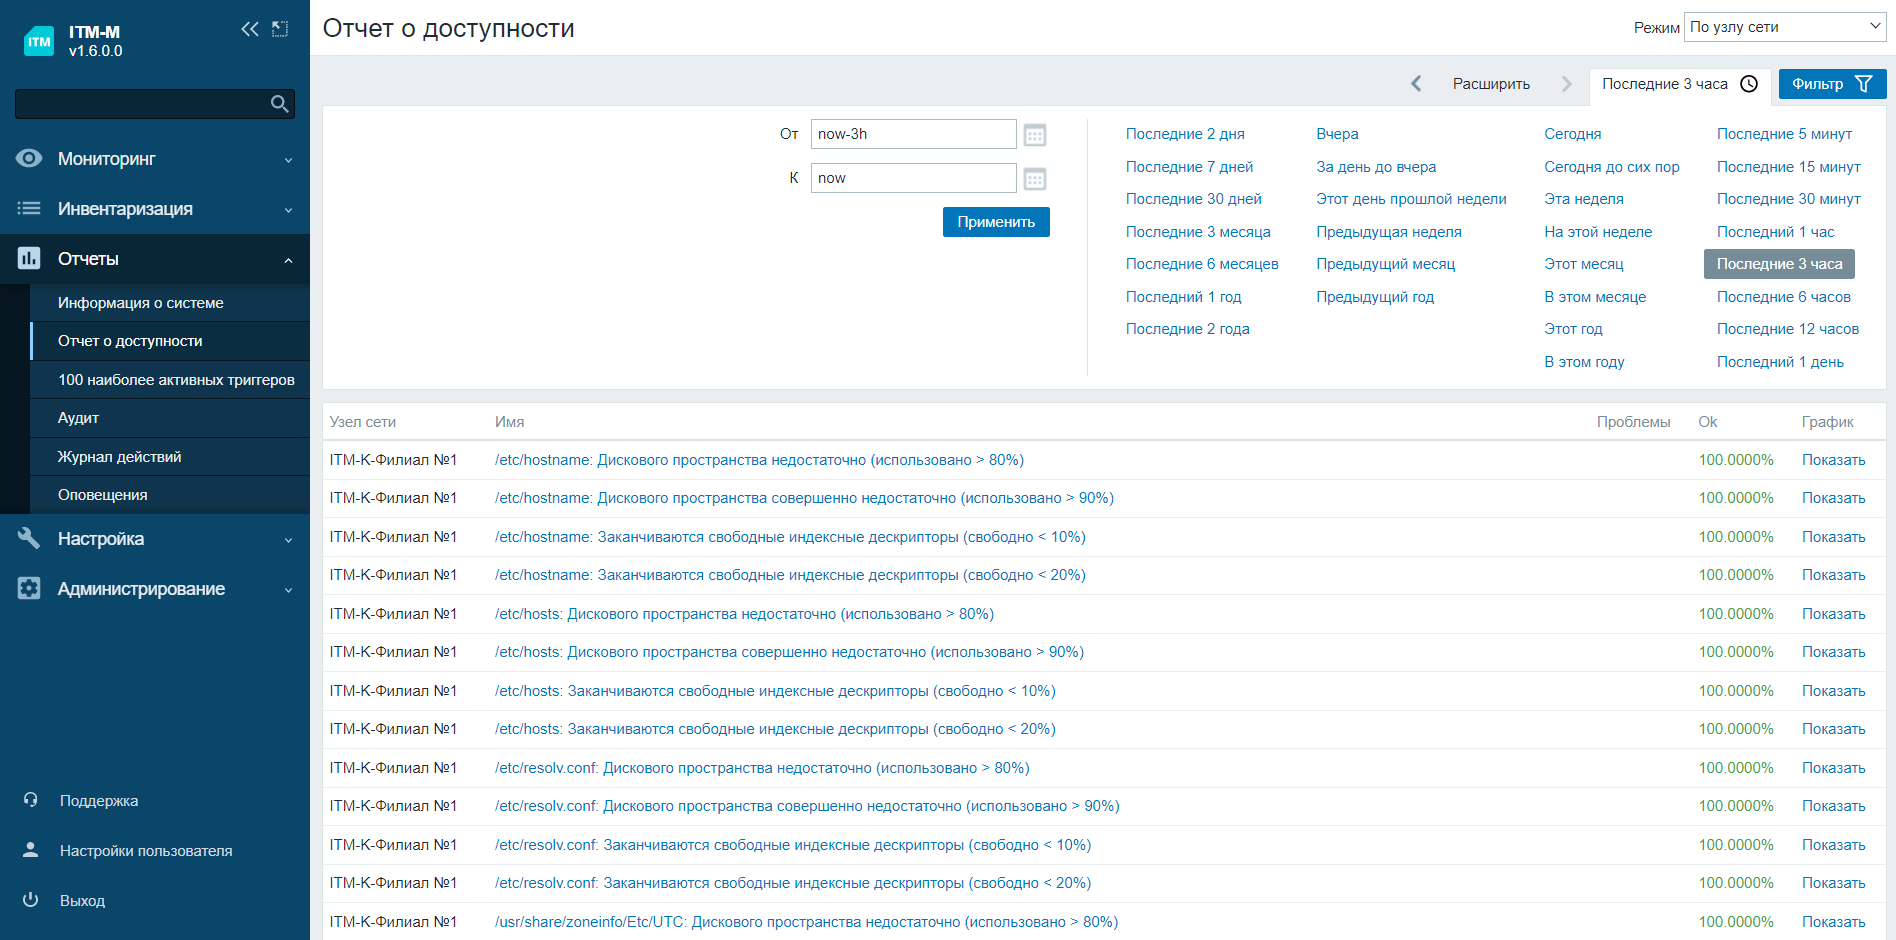 ITM
ITM-M
v1.6.0.0
Мониторинг
Инвентаризация
Отчеты
Информация о системе
Отчет о доступности
100 наиболее активных триггеров
Аудит
Журнал действий
Оповещения
Настройка
Администрирование
Поддержка
Настройки пользователя
Выход
Отчет о доступности
Режим По узлу сети
Расширить Последние 3 часа Фильтр
От now-3h
К now
Применить
Последние 2 дня Вчера Сегодня Последние 5 минут
Последние 7 дней За день до вчера Сегодня до сих пор Последние 15 минут
Последние 30 дней Этот день прошлой недели Эта неделя Последние 30 минут
Последние 3 месяца Предыдущая неделя На этой неделе Последний 1 час
Последние 6 месяцев Предыдущий месяц Этот месяц Последние 3 часа
Последний 1 год Предыдущий год В этом месяце Последние 6 часов
Последние 2 года Этот год Последние 12 часов
В этом году Последний 1 день
Узел сети Имя Проблемы Ok График
ITM-K-Филиал №1 /etc/hostname: Дискового пространства недостаточно (использовано > 80%) 100.0000% Показать
ITM-K-Филиал №1 /etc/hostname: Дискового пространства совершенно недостаточно (использовано > 90%) 100.0000% Показать
ITM-K-Филиал №1 /etc/hostname: Заканчиваются свободные индексные дескрипторы (свободно < 10%) 100.0000% Показать
ITM-K-Филиал №1 /etc/hostname: Заканчиваются свободные индексные дескрипторы (свободно < 20%) 100.0000% Показать
ITM-K-Филиал №1 /etc/hosts: Дискового пространства недостаточно (использовано > 80%) 100.0000% Показать
ITM-K-Филиал №1 /etc/hosts: Дискового пространства совершенно недостаточно (использовано > 90%) 100.0000% Показать
ITM-K-Филиал №1 /etc/hosts: Заканчиваются свободные индексные дескрипторы (свободно < 10%) 100.0000% Показать
ITM-K-Филиал №1 /etc/hosts: Заканчиваются свободные индексные дескрипторы (свободно < 20%) 100.0000% Показать
ITM-K-Филиал №1 /etc/resolv.conf: Дискового пространства недостаточно (использовано > 80%) 100.0000% Показать
ITM-K-Филиал №1 /etc/resolv.conf: Дискового пространства совершенно недостаточно (использовано > 90%) 100.0000% Показать
ITM-K-Филиал №1 /etc/resolv.conf: Заканчиваются свободные индексные дескрипторы (свободно < 10%) 100.0000% Показать
ITM-K-Филиал №1 /etc/resolv.conf: Заканчиваются свободные индексные дескрипторы (свободно < 20%) 100.0000% Показать
ITM-K-Филиал №1 /usr/share/zoneinfo/Etc/UTC: Дискового пространства недостаточно (использовано > 80%) 100.0000% Показать